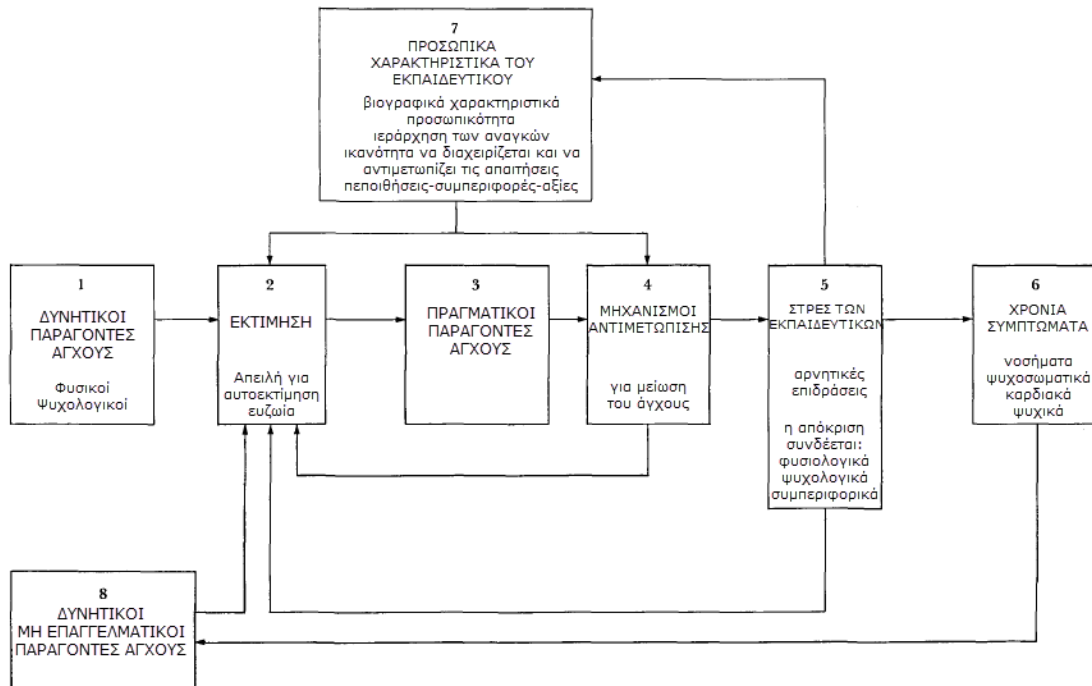 7
ΠΡΟΣΩΠΙΚΑ
ΧΑΡΑΚΤΗΡΙΣΤΙΚΑ ΤΟΥ
ΕΚΠΑΙΔΕΥΤΙΚΟΥ
βιογραφικά χαρακτηριστικά
προσωπικότητα
ιεράρχηση των αναγκών
ικανότητα να διαχειρίζεται και να
αντιμετωπίζει τις απαιτήσεις
πεποιθήσεις-συμπεριφορές-αξίες
1
ΔΥΝΗΤΙΚΟΙ
ΠΑΡΑΓΟΝΤΕΣ
ΑΓΧΟΥΣ
Φυσικοί
Ψυχολογικοί
2
ΕΚΤΙΜΗΣΗ
Απειλή για
αυτοεκτίμηση
ευζωία
3
ΠΡΑΓΜΑΤΙΚΟΙ
ΠΑΡΑΓΟΝΤΕΣ
ΑΓΧΟΥΣ
4
ΜΗΧΑΝΙΣΜΟΙ
ΑΝΤΙΜΕΤΩΠΙΣΗΣ
για μείωση
του άγχους
5
ΣΤΡΕΣ ΤΩΝ
ΕΚΠΑΙΔΕΥΤΙΚΩΝ
αρνητικές
επιδράσεις
η απόκριση
συνδέεται:
φυσιολογικά
ψυχολογικά
συμπεριφορικά
6
ΧΡΟΝΙΑ
ΣΥΜΠΤΩΜΑΤΑ
νοσήματα
ψυχοσωματικά
καρδιακά
ψυχικά
8
ΔΥΝΗΤΙΚΟΙ
ΜΗ ΕΠΑΓΓΕΛΜΑΤΙΚΟΙ
ΠΑΡΑΓΟΝΤΕΣ ΑΓΧΟΥΣ